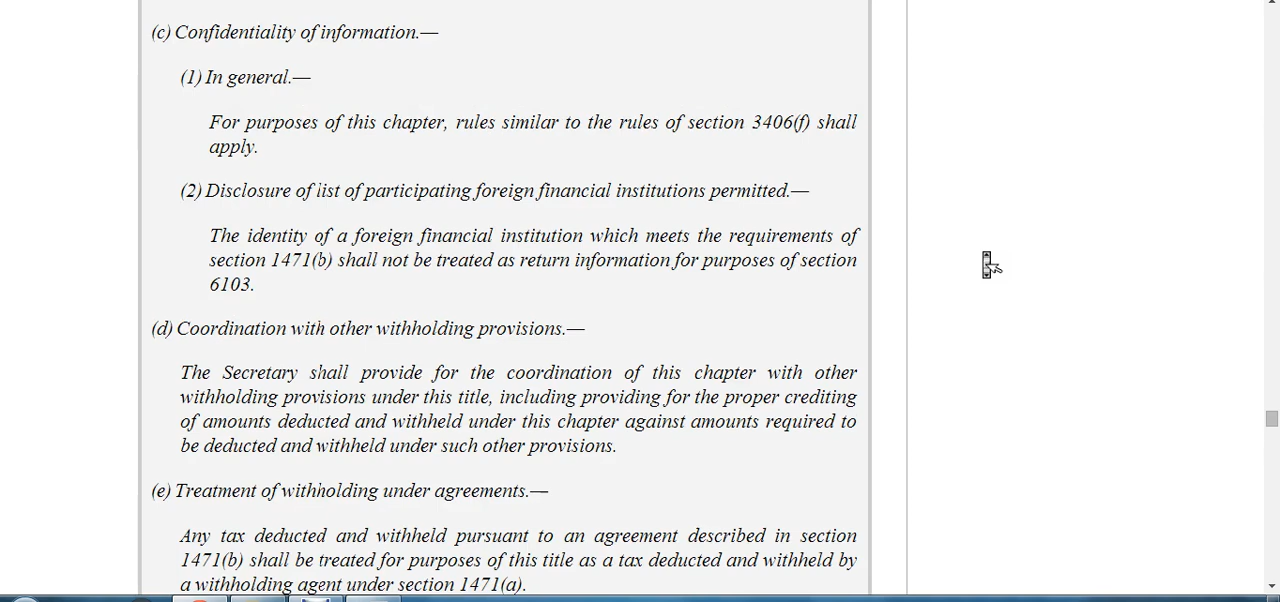 (c) Confidentiality of information.—
(1) In general.—
For purposes of this chapter, rules similar to the rules of section 3406(f) shall
apply.
(2) Disclosure of list of participating foreign financial institutions permitted.—
The identity of a foreign financial institution which meets the requirements of
section 1471(b) shall not be treated as return information for purposes of section
6103.
(d) Coordination with other withholding provisions.—
The Secretary shall provide for the coordination of this chapter with other
withholding provisions under this title, including providing for the proper crediting
of amounts deducted and withheld under this chapter against amounts required to
be deducted and withheld under such other provisions.
(e) Treatment of withholding under agreements.—
Any tax deducted and withheld pursuant to an agreement described in section
1471(b) shall be treated for purposes of this title as a tax deducted and withheld by
a withholding agent under section 1471(a).